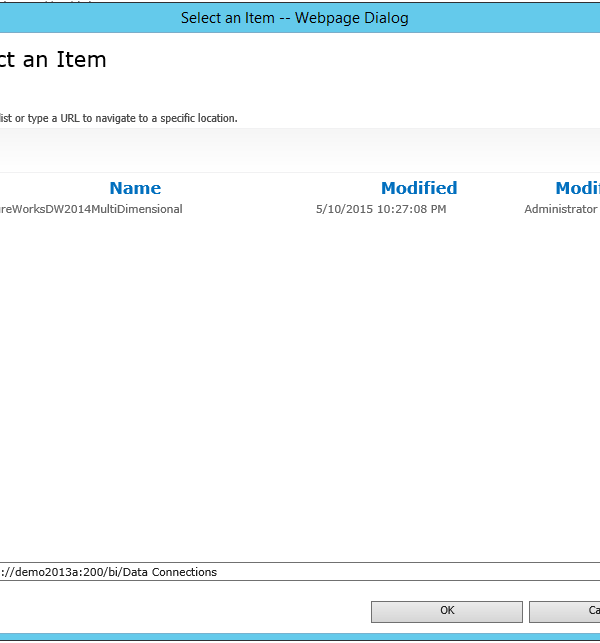 Select an Item -- Webpage Dialog
ct an Item
ist or type a URL to navigate to a specific location.
Name Modified Modif
reWorksDW2014MultiDimensional 5/10/2015 10:27:08 PM Administrator
://demo2013a:200/bi/Data Connections
OK Ca